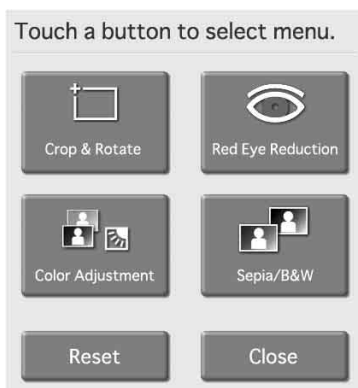 Touch a button to select menu.
Crop & Rotate
Red Eye Reduction
Color Adjustment
Sepia/B&W
Reset
Close